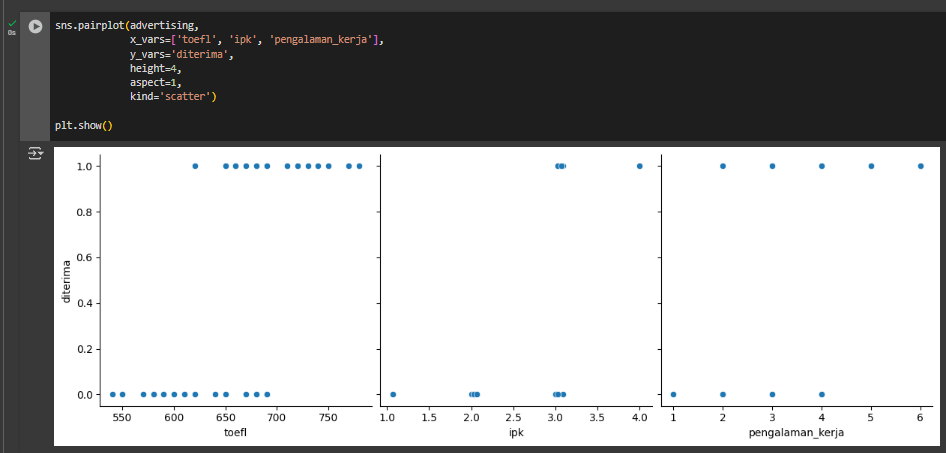 sns.pairplot(advertising,
x_vars=['toefl', 'ipk', 'pengalaman_kerja'],
y_vars='diterima',
height=4,
aspect=1,
kind='scatter')
0s
plt.show()
1.0
0.8
0.6
0.4
0.2
0.0
diterima
550 600 650 700 750
toefl
1.0 1.5 2.0 2.5 3.0 3.5 4.0
ipk
1 2 3 4 5 6
pengalaman_kerja